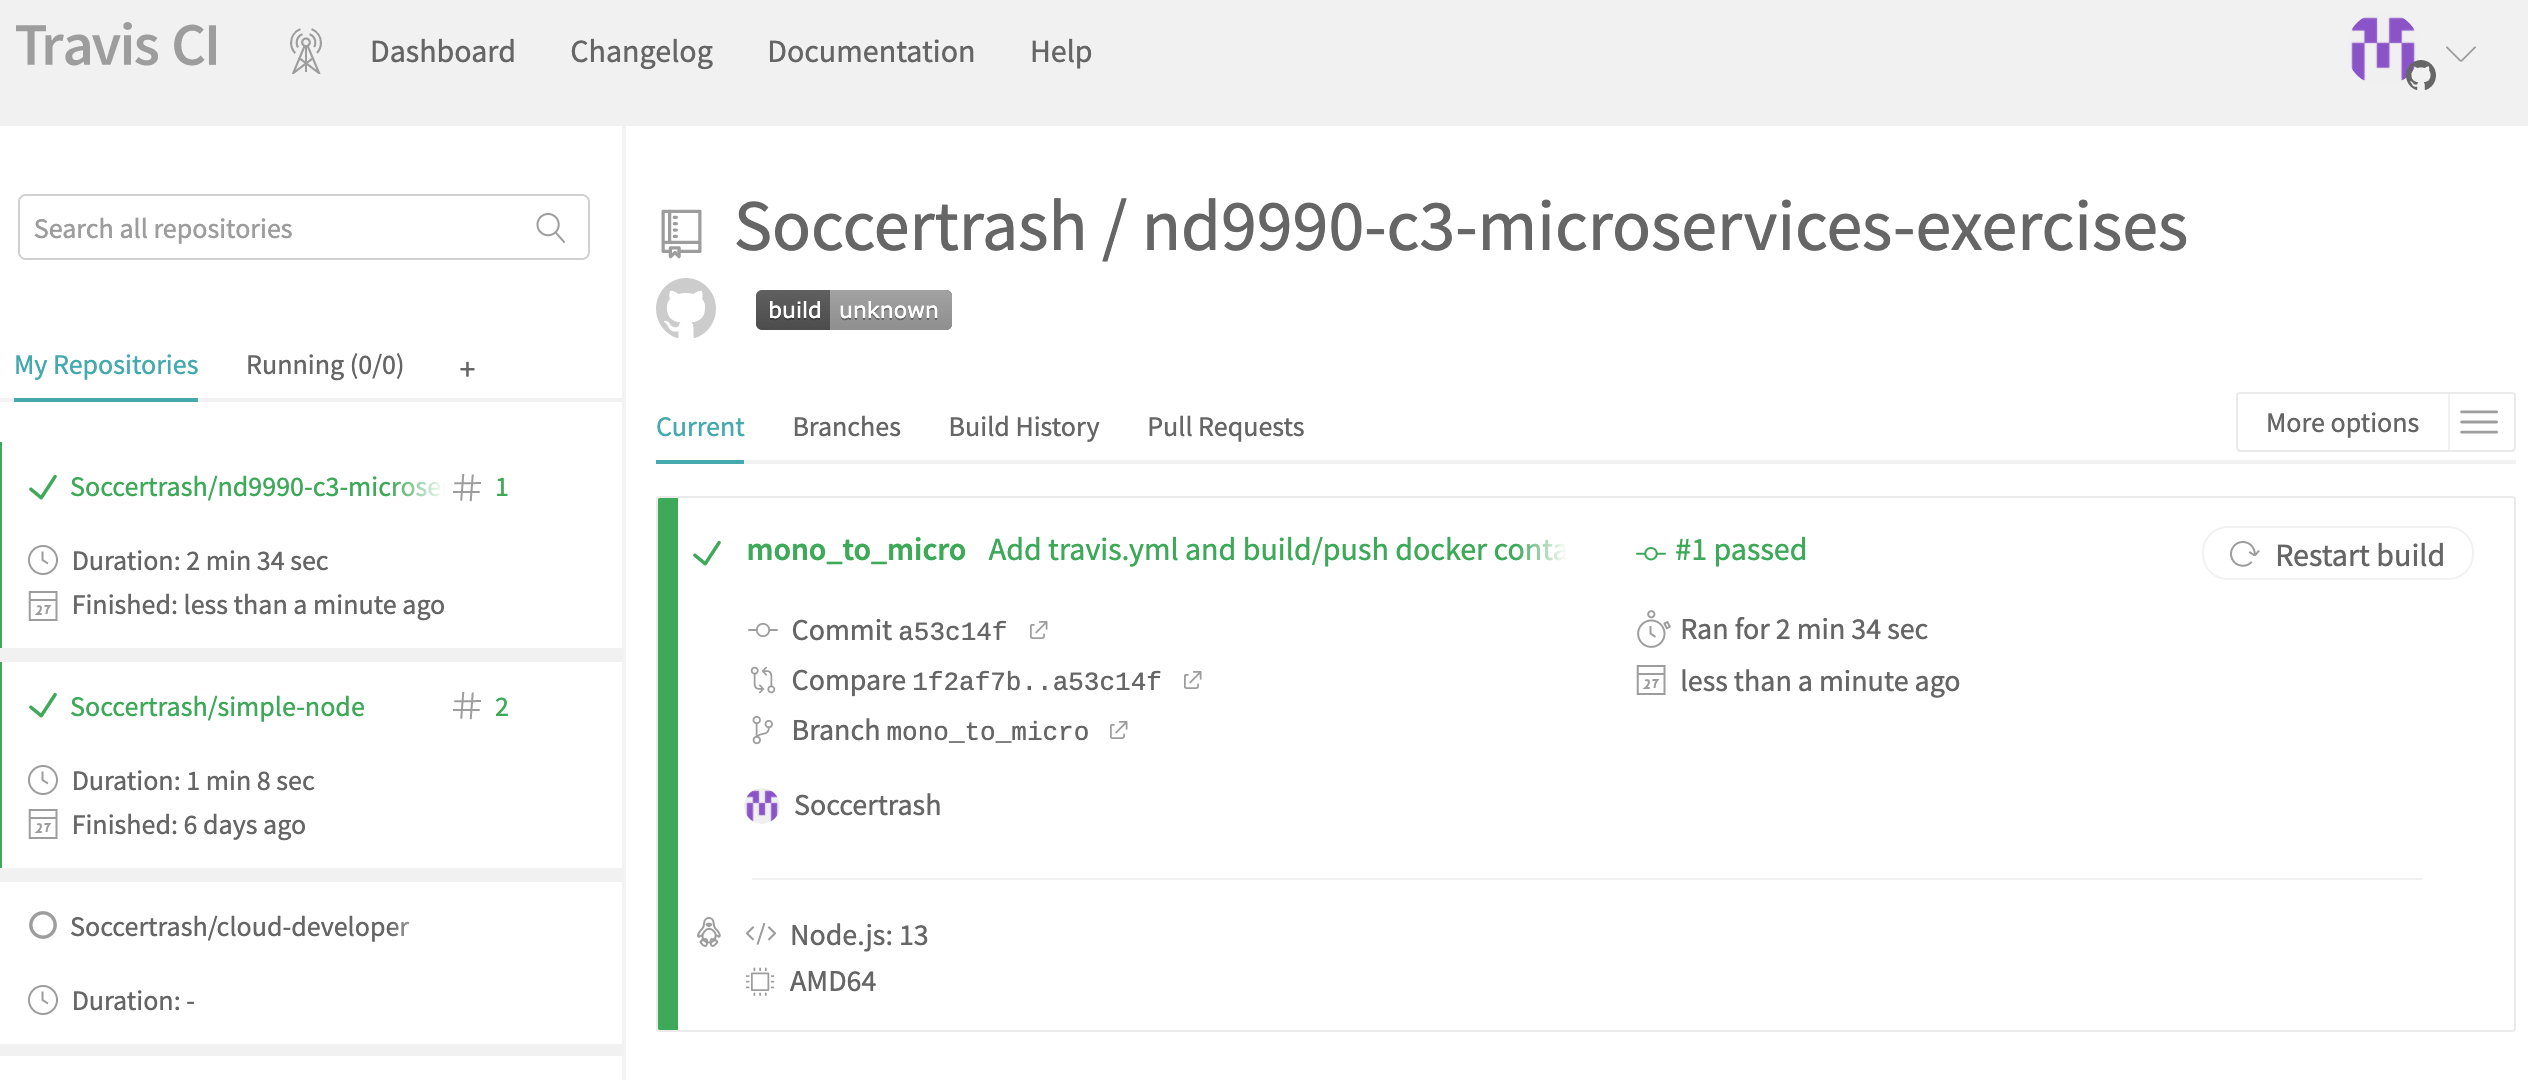 Travis CI
Dashboard
Changelog
Documentation
Help
Search all repositories
My Repositories
Running (0/0)
+
Soccertrash/nd9990-c3-microse
# 1
Duration: 2 min 34 sec
27 Finished: less than a minute ago
Soccertrash/simple-node
# 2
Duration: 1 min 8 sec
27 Finished: 6 days ago
Soccertrash/cloud-developer
Duration: -
Soccertrash / nd9990-c3-microservices-exercises
build unknown
Current
Branches
Build History
Pull Requests
More options
mono_to_micro Add travis.yml and build/push docker conta
#1 passed
Restart build
Commit a53c14f
Compare 1f2af7b..a53c14f
Branch mono_to_micro
Ran for 2 min 34 sec
27 less than a minute ago
Soccertrash
</> Node.js: 13
AMD64